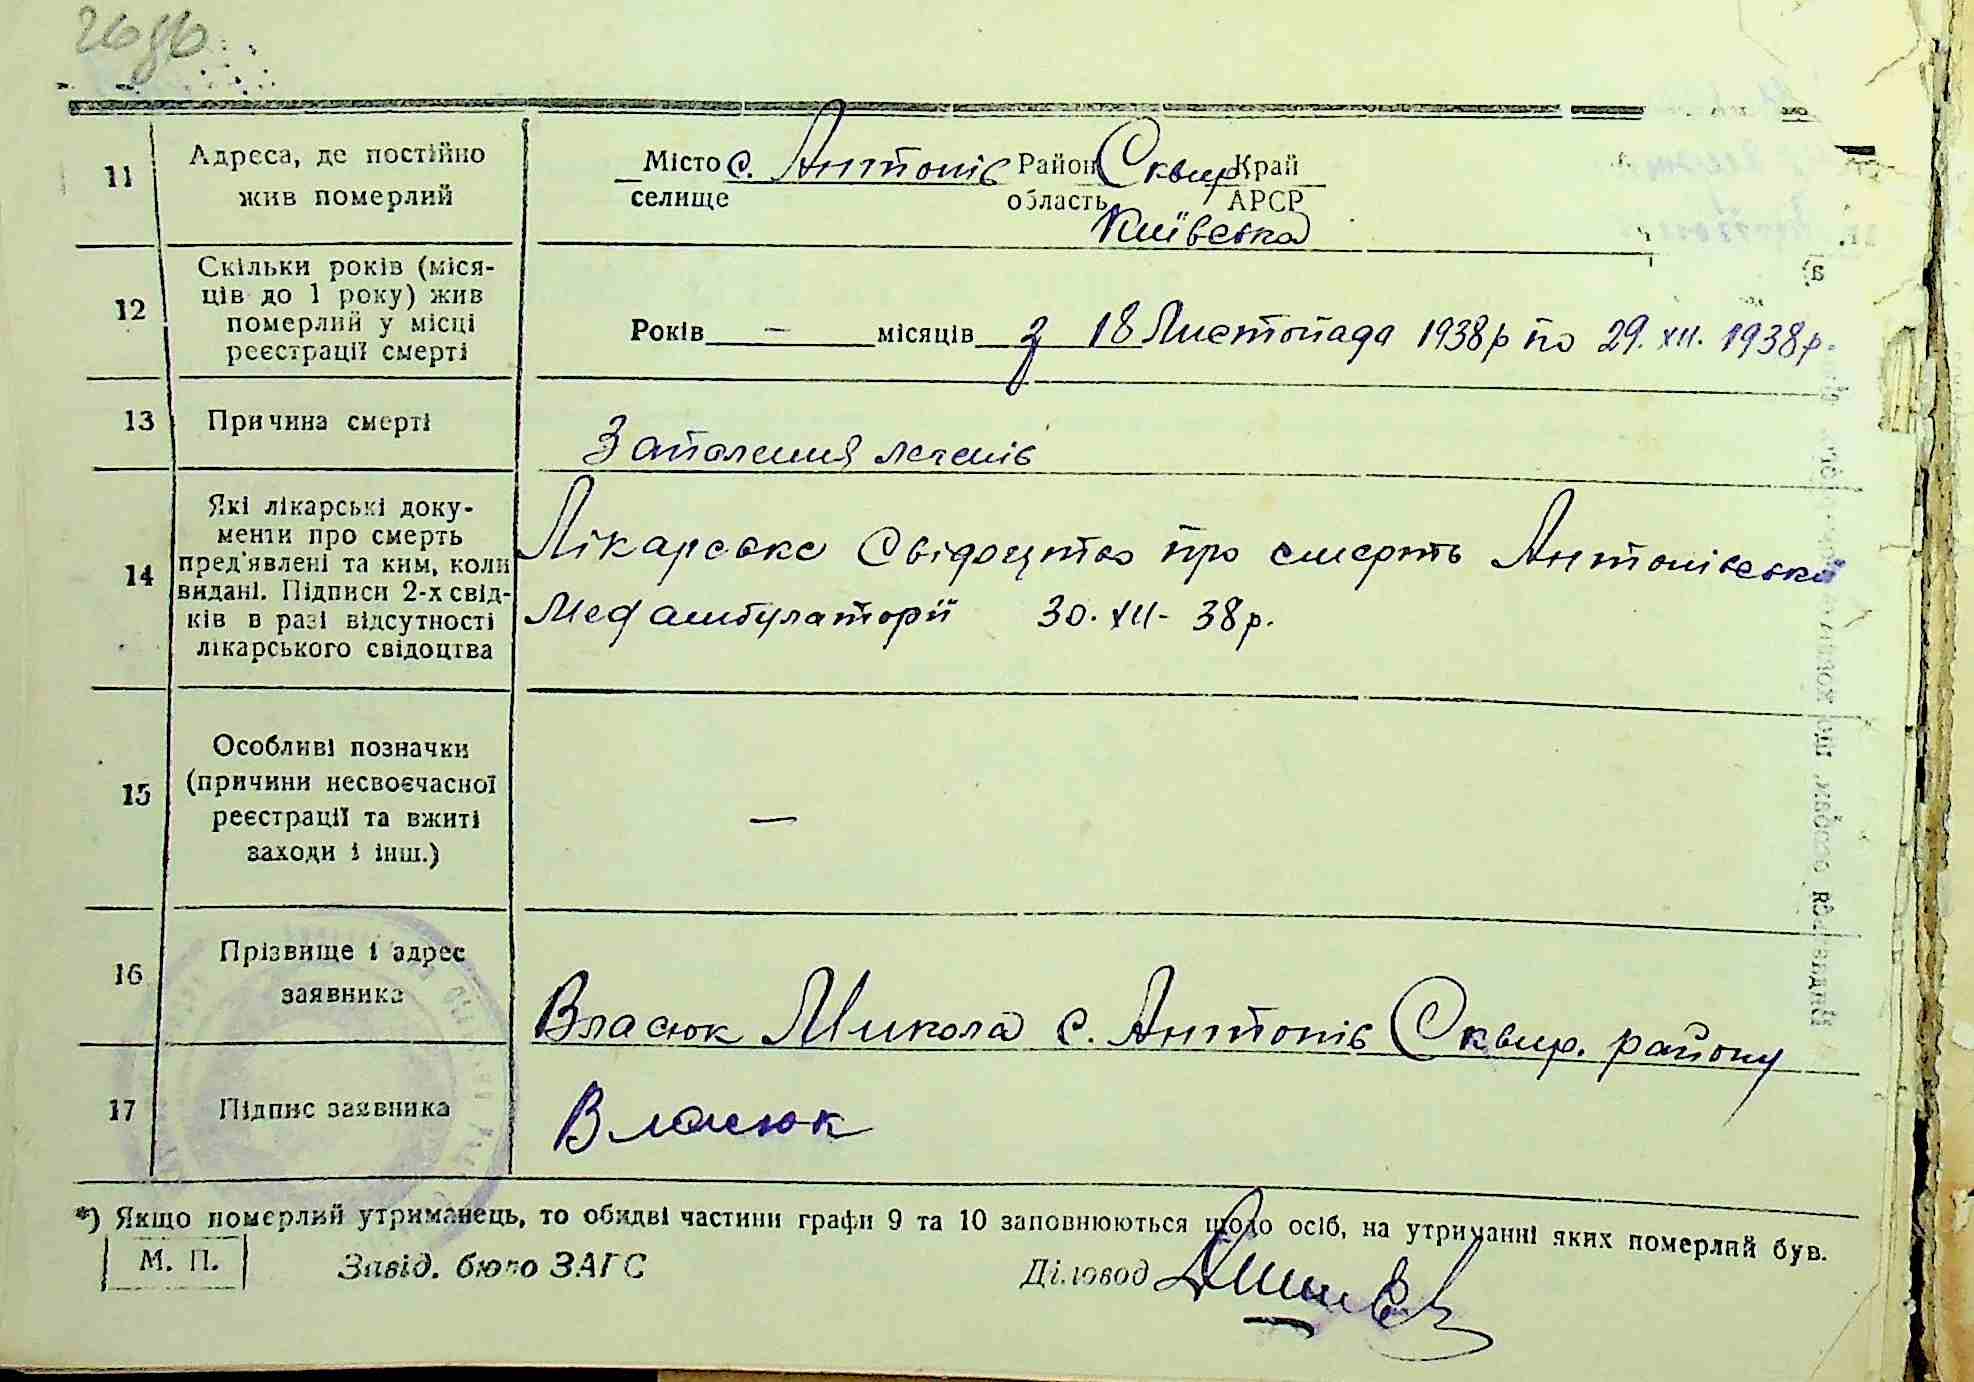 11 Адреса, де постійно
жив померлий
Місто с. Антонів Район Сквир. Край
селище область АРСР
Київська
12 Скільки років (міся-
ців до 1 року) жив
померлий у місці
реєстрації смерті
Років — місяців з 18 Листопада 1938р по 29. XII. 1938р.
13 Причина смерті
Запалення легенів
14 Які лікарські доку-
менти про смерть
пред'явлені та ким, коли
видані. Підписи 2-х свід-
ків в разі відсутності
лікарського свідоцтва
Лікарське свідоцтво про смерть Антонівська
Медамбулаторії 30. XII - 38р.
15 Особливі позначки
(причини несвоєчасної
реєстрації та вжиті
заходи і інш.)
—
16 Прізвище і адрес
заявника
Власюк Микола с. Антонів Сквир. району
17 Підпис заявника
Власюк
*) Якщо померлий утриманець, то обидві частини графи 9 та 10 заповнюються щодо осіб, на утриманні яких померлий був.
М. П. Завід. бюро ЗАГС Діловод